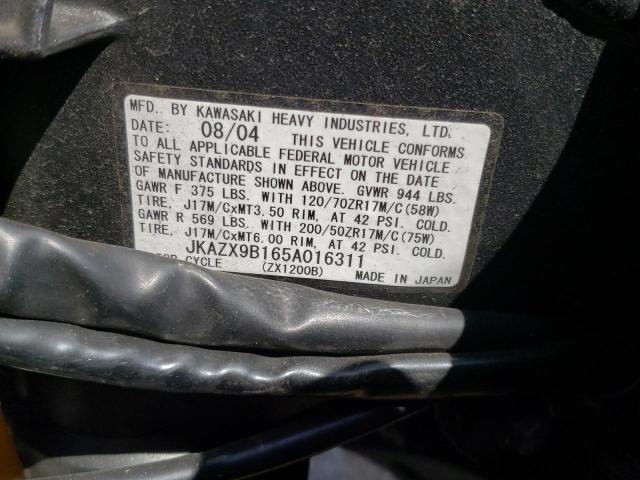 MFD. BY KAWASAKI HEAVY INDUSTRIES, LTD.
DATE: 08/04 THIS VEHICLE CONFORMS
TO ALL APPLICABLE FEDERAL MOTOR VEHICLE
SAFETY STANDARDS IN EFFECT ON THE DATE
OF MANUFACTURE SHOWN ABOVE. GVWR 944 LBS.
GAWR F 375 LBS. WITH 120/70ZR17M/C(58W)
TIRE, J17M/CxMT3.50 RIM, AT 42 PSI. COLD.
GAWR R 569 LBS. WITH 200/50ZR17M/C(75W)
TIRE, J17M/CxMT6.00 RIM, AT 42 PSI. COLD.
JKAZX9B165A016311
CYCLE (ZX1200B) MADE IN JAPAN